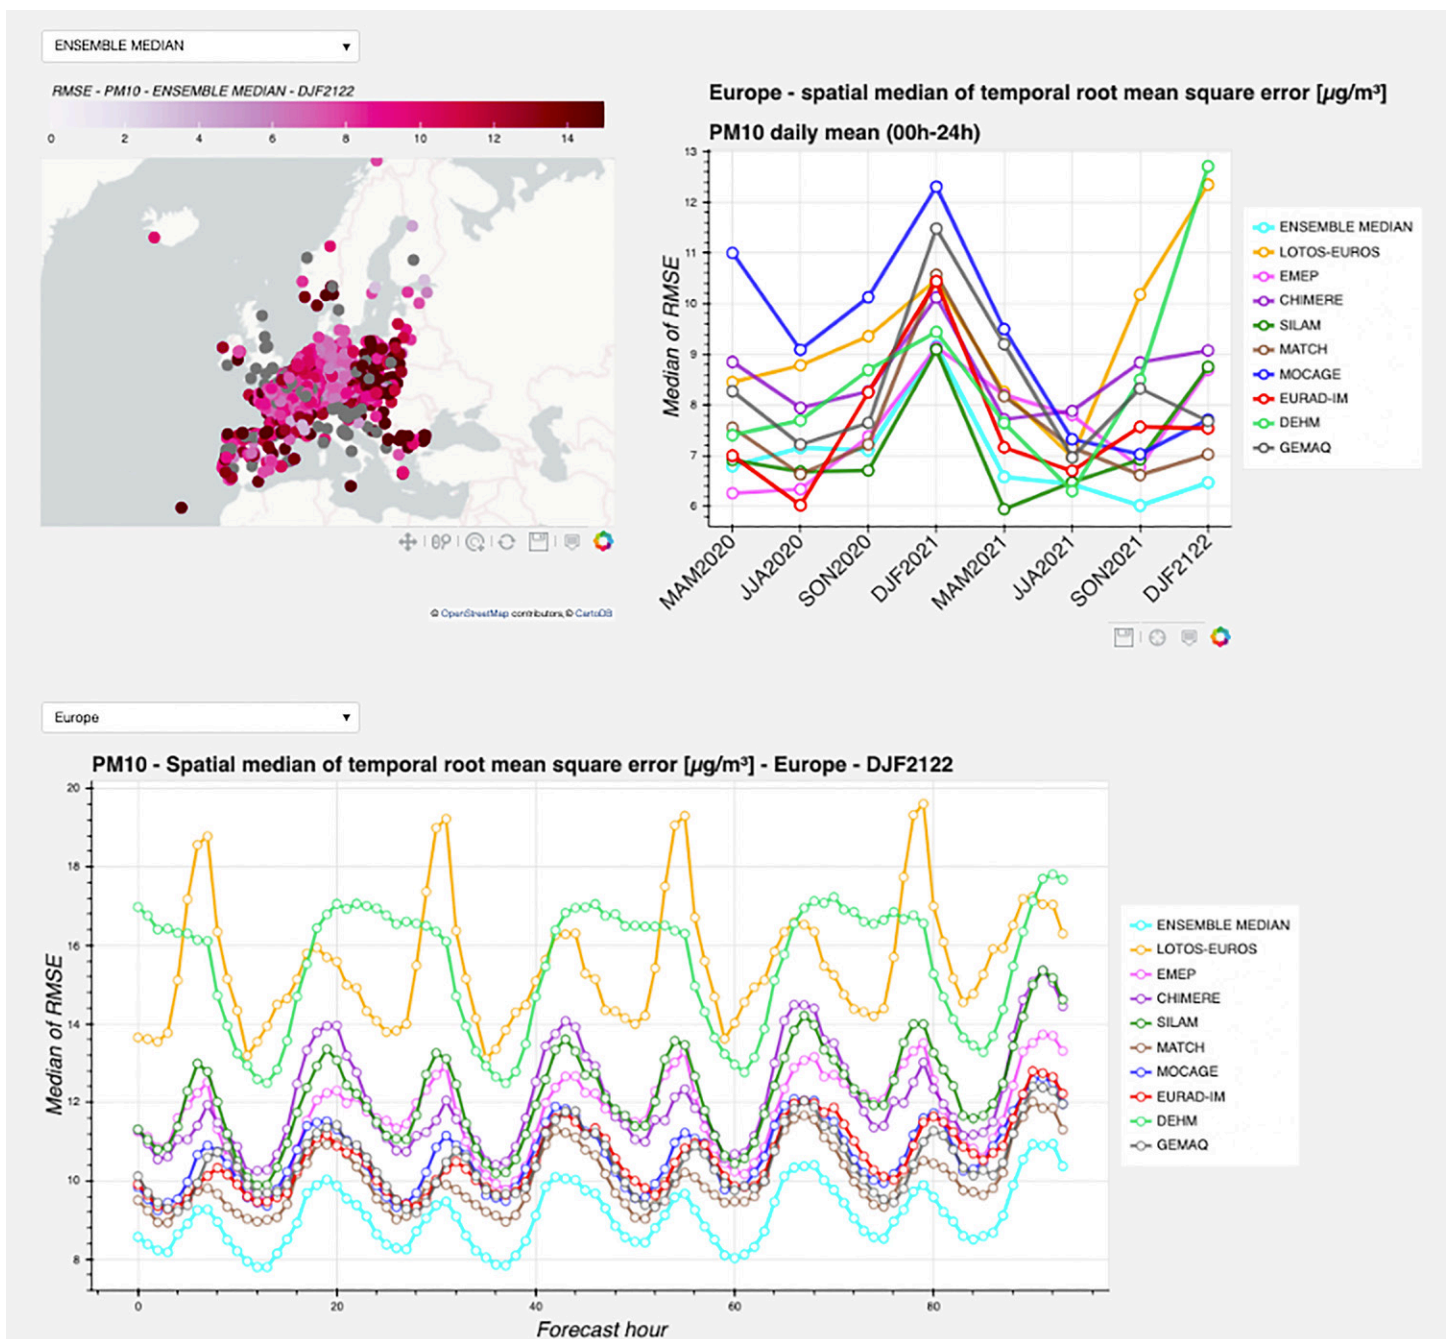 ENSEMBLE MEDIAN
RMSE - PM10 - ENSEMBLE MEDIAN - DJF2122
0 2 4 6 8 10 12 14
© OpenStreetMap contributors, © CartoDB
Europe - spatial median of temporal root mean square error [µg/m³]
PM10 daily mean (00h-24h)
Median of RMSE
13
12
11
10
9
8
7
6
MAM2020 JJA2020 SON2020 DJF2021 MAM2021 JJA2021 SON2021 DJF2122
ENSEMBLE MEDIAN
LOTOS-EUROS
EMEP
CHIMERE
SILAM
MATCH
MOCAGE
EURAD-IM
DEHM
GEMAQ
Europe
PM10 - Spatial median of temporal root mean square error [µg/m³] - Europe - DJF2122
Median of RMSE
20
18
16
14
12
10
8
0 20 40 60 80
Forecast hour
ENSEMBLE MEDIAN
LOTOS-EUROS
EMEP
CHIMERE
SILAM
MATCH
MOCAGE
EURAD-IM
DEHM
GEMAQ